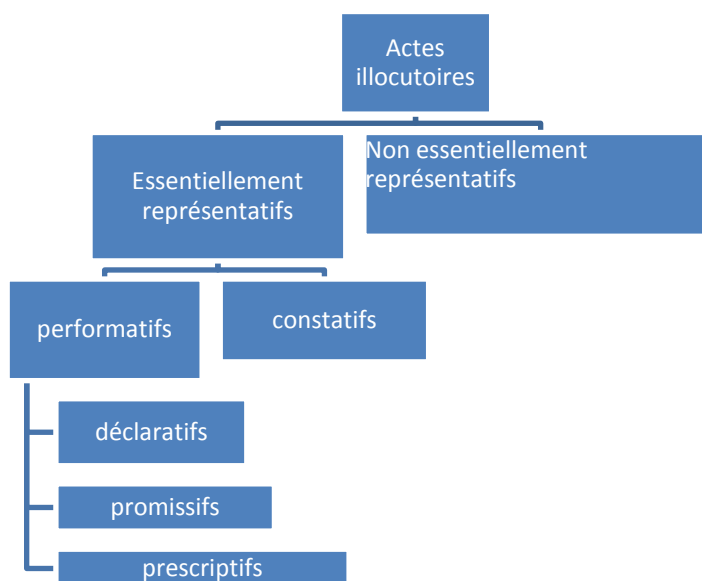 Actes
illocutoires
Essentiellement
représentatifs
Non essentiellement
représentatifs
performatifs
constatifs
déclaratifs
promissifs
prescriptifs